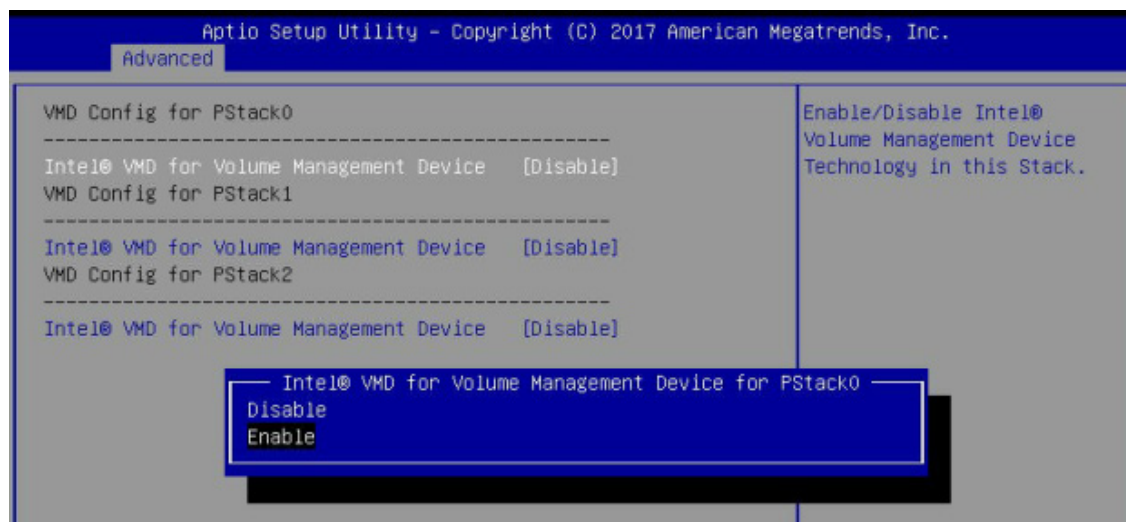 Aptio Setup Utility – Copyright (C) 2017 American Megatrends, Inc.
Advanced
VMD Config for PStack0
------------------------------------------------------
Intel® VMD for Volume Management Device [Disable]
VMD Config for PStack1
------------------------------------------------------
Intel® VMD for Volume Management Device [Disable]
VMD Config for PStack2
------------------------------------------------------
Intel® VMD for Volume Management Device [Disable]
Enable/Disable Intel®
Volume Management Device
Technology in this Stack.
Intel® VMD for Volume Management Device for PStack0
Disable
Enable